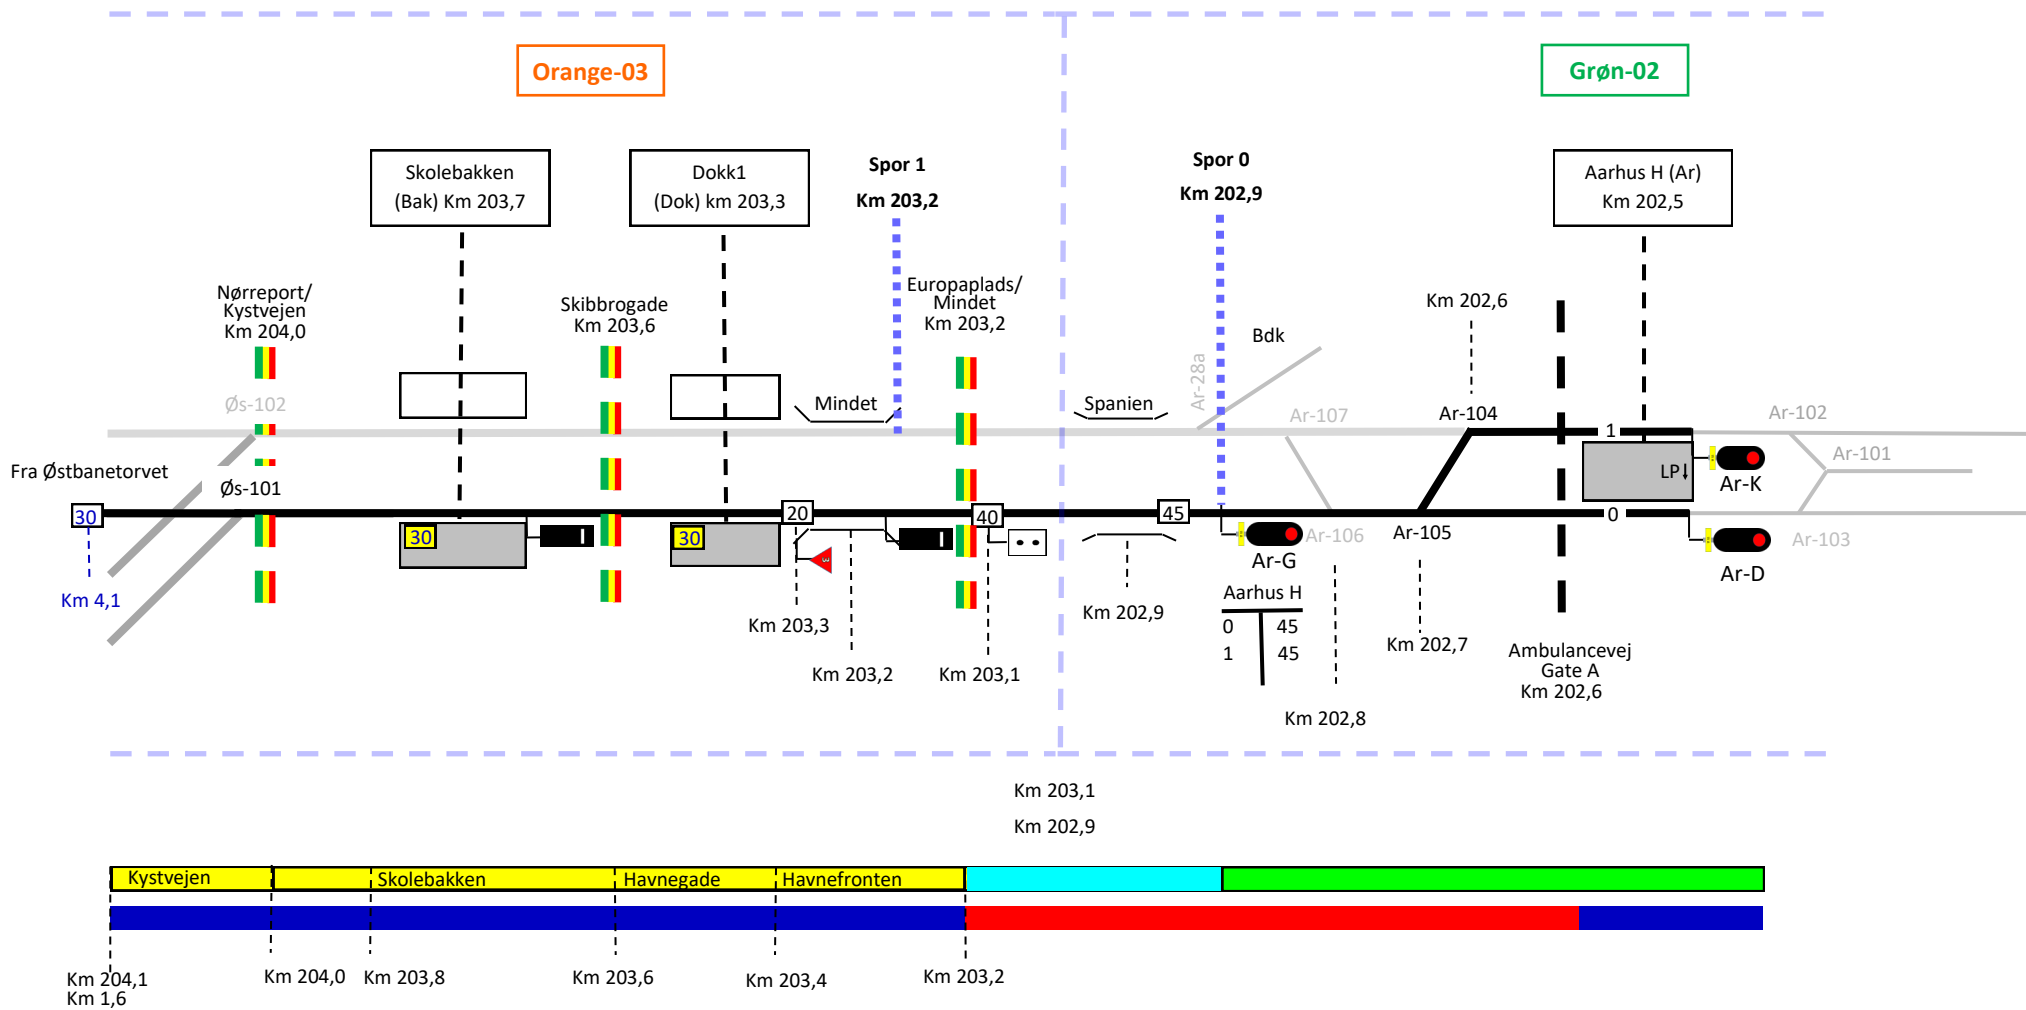 Orange-03
Grøn-02
Skolebakken
(Bak) Km 203,7
Dokk1
(Dok) km 203,3
Spor 1
Km 203,2
Spor 0
Km 202,9
Aarhus H (Ar)
Km 202,5
Nørreport/
Kystvejen
Km 204,0
Skibbrogade
Km 203,6
Europaplads/
Mindet
Km 203,2
Km 202,6
Bdk
Ar-28a
Øs-102
Mindet
Spanien
Ar-107
Ar-104
1
Ar-102
Fra Østbanetorvet
Øs-101
LP↓
Ar-K
Ar-101
30
30
30
20
40
45
0
Ar-G
Ar-106
Ar-105
Ar-D
Ar-103
3
Km 4,1
Km 203,3
Km 203,2
Km 203,1
Km 202,9
Aarhus H
0 45
1 45
Km 202,8
Km 202,7
Ambulancevej
Gate A
Km 202,6
Km 203,1
Km 202,9
Kystvejen
Skolebakken
Havnegade
Havnefronten
Km 204,1
Km 1,6
Km 204,0
Km 203,8
Km 203,6
Km 203,4
Km 203,2